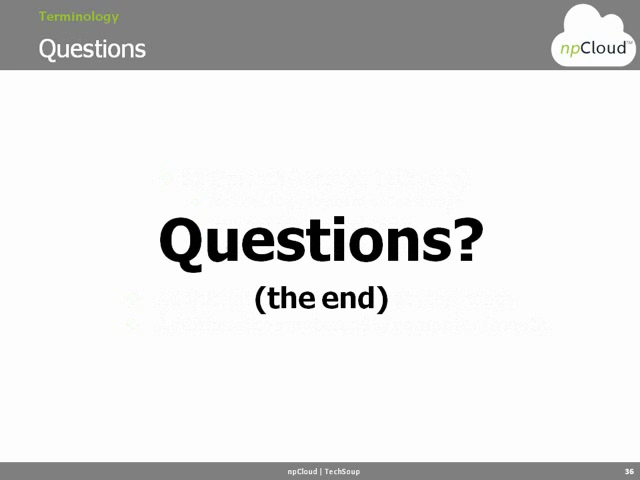 Terminology
Questions
npCloud™
Questions?
(the end)
npCloud | TechSoup
36